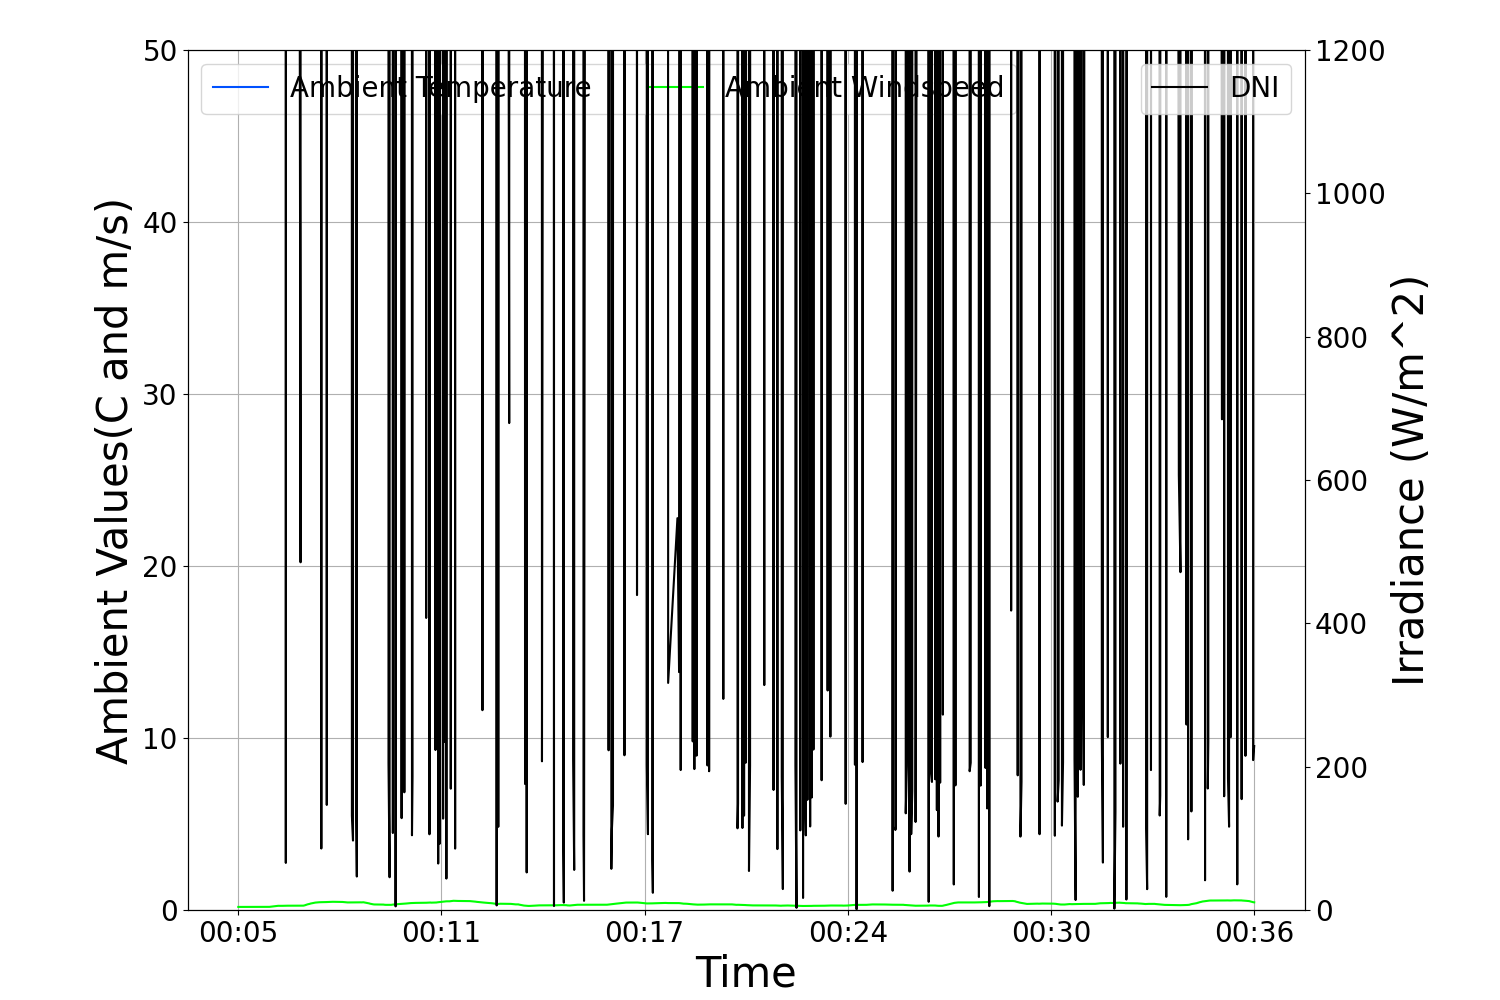 50
40
30
20
10
0
Ambient Values(C and m/s)
Ambient Temperature
Ambient Windspeed
DNI
1200
1000
800
600
400
200
0
Irradiance (W/m^2)
00:05 00:11 00:17 00:24 00:30 00:36
Time